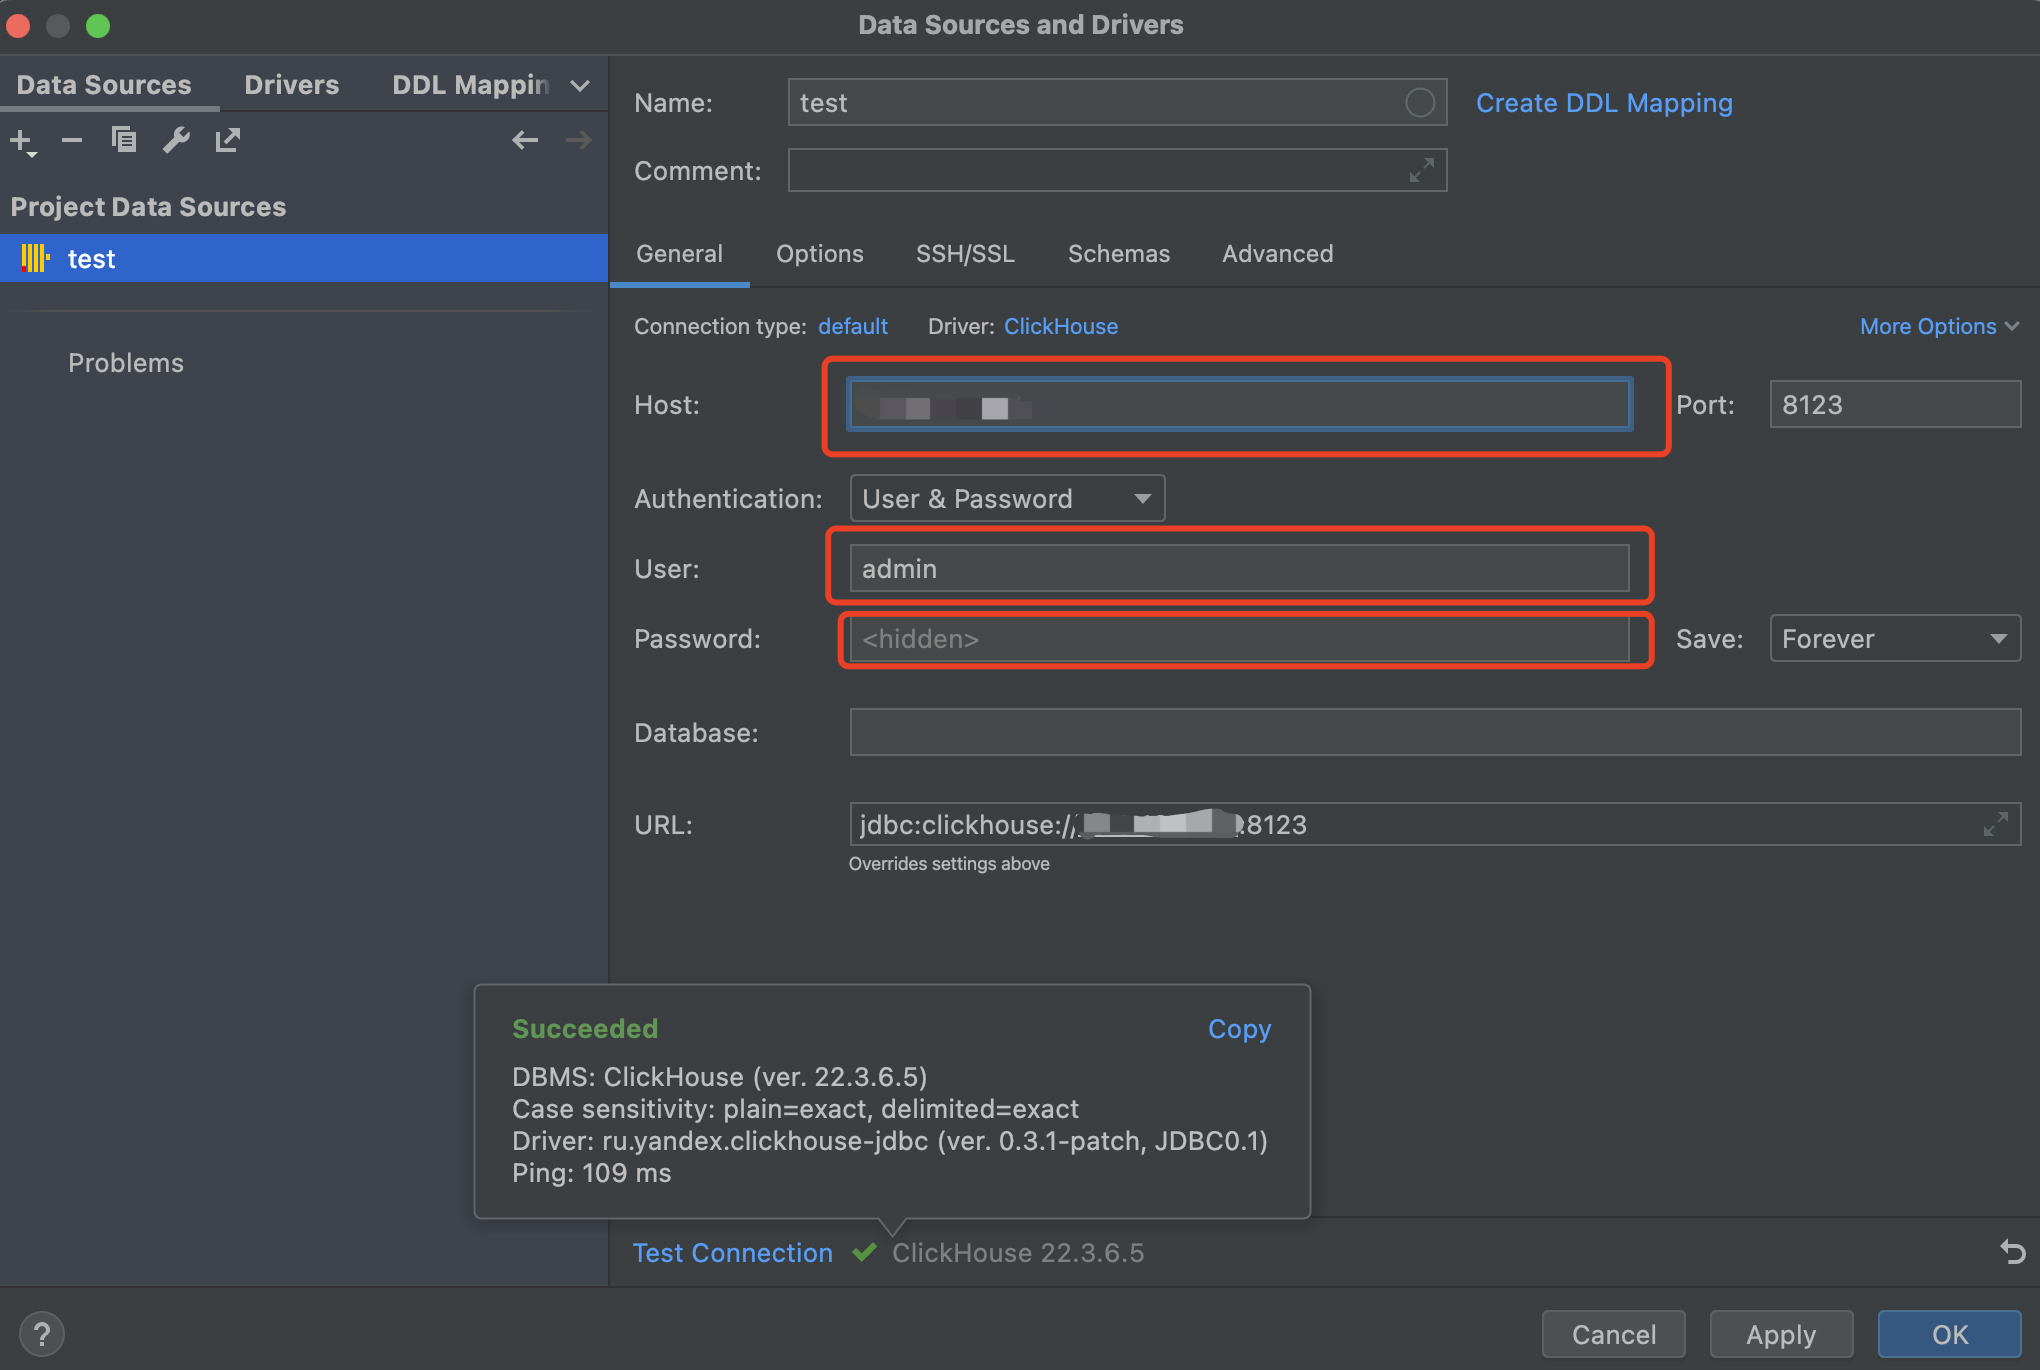 Data Sources and Drivers
Data Sources Drivers DDL Mappin
Project Data Sources
test
Problems
Name: test Create DDL Mapping
Comment:
General Options SSH/SSL Schemas Advanced
Connection type: default Driver: ClickHouse More Options
Host: Port: 8123
Authentication: User & Password
User: admin
Password: <hidden> Save: Forever
Database:
URL: jdbc:clickhouse:// :8123
Overrides settings above
Succeeded Copy
DBMS: ClickHouse (ver. 22.3.6.5)
Case sensitivity: plain=exact, delimited=exact
Driver: ru.yandex.clickhouse-jdbc (ver. 0.3.1-patch, JDBC0.1)
Ping: 109 ms
Test Connection ClickHouse 22.3.6.5
? Cancel Apply OK